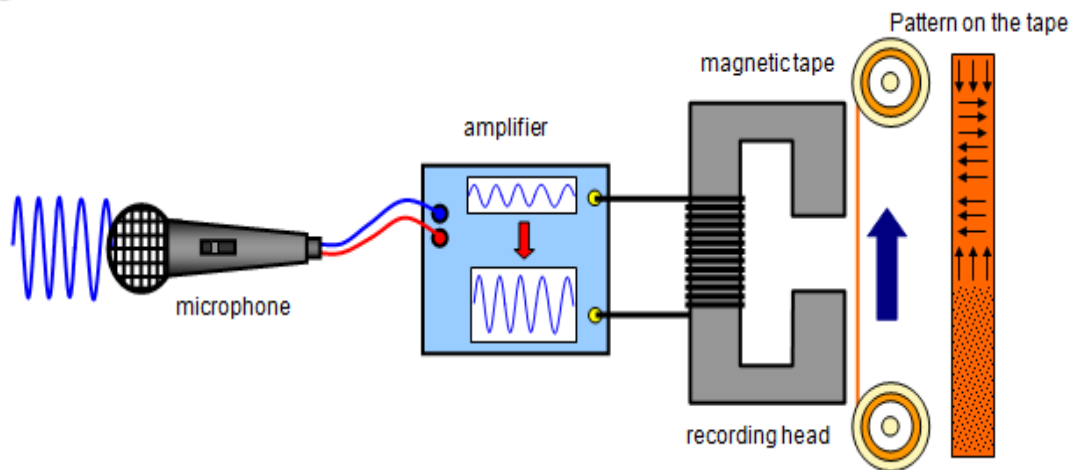 Pattern on the tape
magnetic tape
amplifier
microphone
recording head